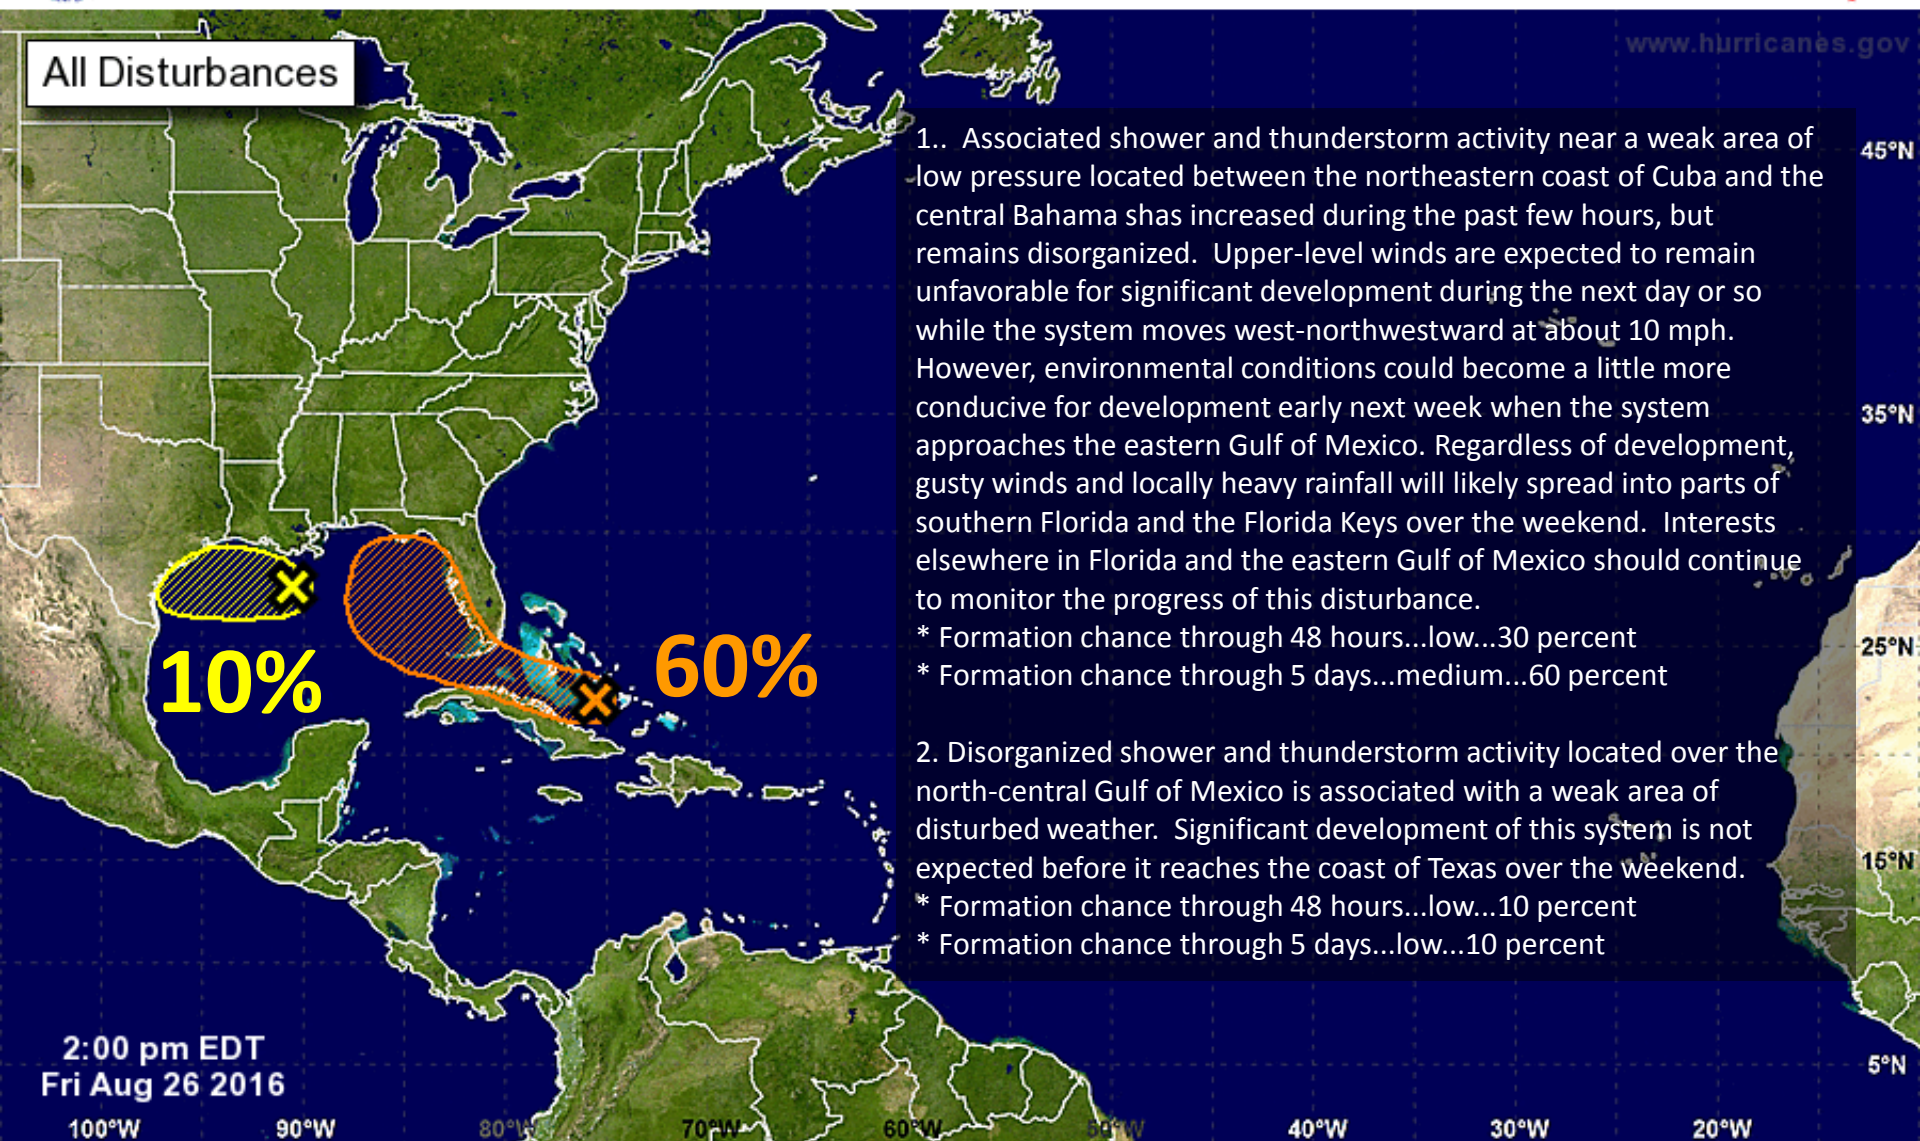 www.hurricanes.gov
All Disturbances
1..  Associated shower and thunderstorm activity near a weak area of
low pressure located between the northeastern coast of Cuba and the
central Bahama shas increased during the past few hours, but
remains disorganized.  Upper-level winds are expected to remain
unfavorable for significant development during the next day or so
while the system moves west-northwestward at about 10 mph.
However, environmental conditions could become a little more
conducive for development early next week when the system
approaches the eastern Gulf of Mexico. Regardless of development,
gusty winds and locally heavy rainfall will likely spread into parts of
southern Florida and the Florida Keys over the weekend.  Interests
elsewhere in Florida and the eastern Gulf of Mexico should continue
to monitor the progress of this disturbance.
* Formation chance through 48 hours...low...30 percent
* Formation chance through 5 days...medium...60 percent
2. Disorganized shower and thunderstorm activity located over the
north-central Gulf of Mexico is associated with a weak area of
disturbed weather.  Significant development of this system is not
expected before it reaches the coast of Texas over the weekend.
* Formation chance through 48 hours...low...10 percent
* Formation chance through 5 days...low...10 percent
10%
60%
45°N
35°N
25°N
15°N
5°N
2:00 pm EDT
Fri Aug 26 2016
100°W 90°W 80°W 70°W 60°W 50°W 40°W 30°W 20°W